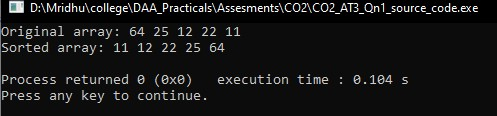 D:\Mridhu\college\DAA_Practicals\Assesments\CO2\CO2_AT3_Qn1_source_code.exe
Original array: 64 25 12 22 11
Sorted array: 11 12 22 25 64
Process returned 0 (0x0)   execution time : 0.104 s
Press any key to continue.